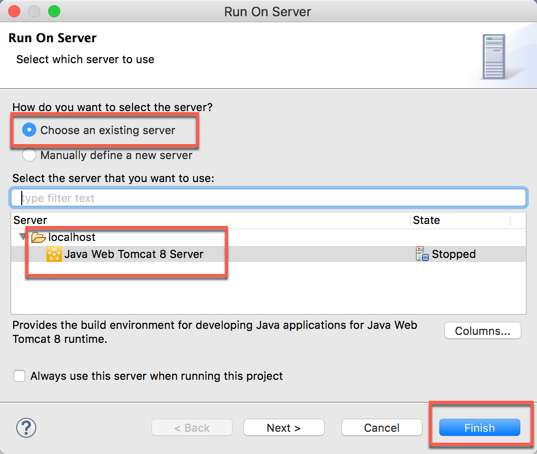 Run On Server
Run On Server
Select which server to use
How do you want to select the server?
Choose an existing server
Manually define a new server
Select the server that you want to use:
type filter text
Server State
localhost
Java Web Tomcat 8 Server Stopped
Provides the build environment for developing Java applications for Java Web
Tomcat 8 runtime.
Columns...
Always use this server when running this project
? < Back Next > Cancel Finish